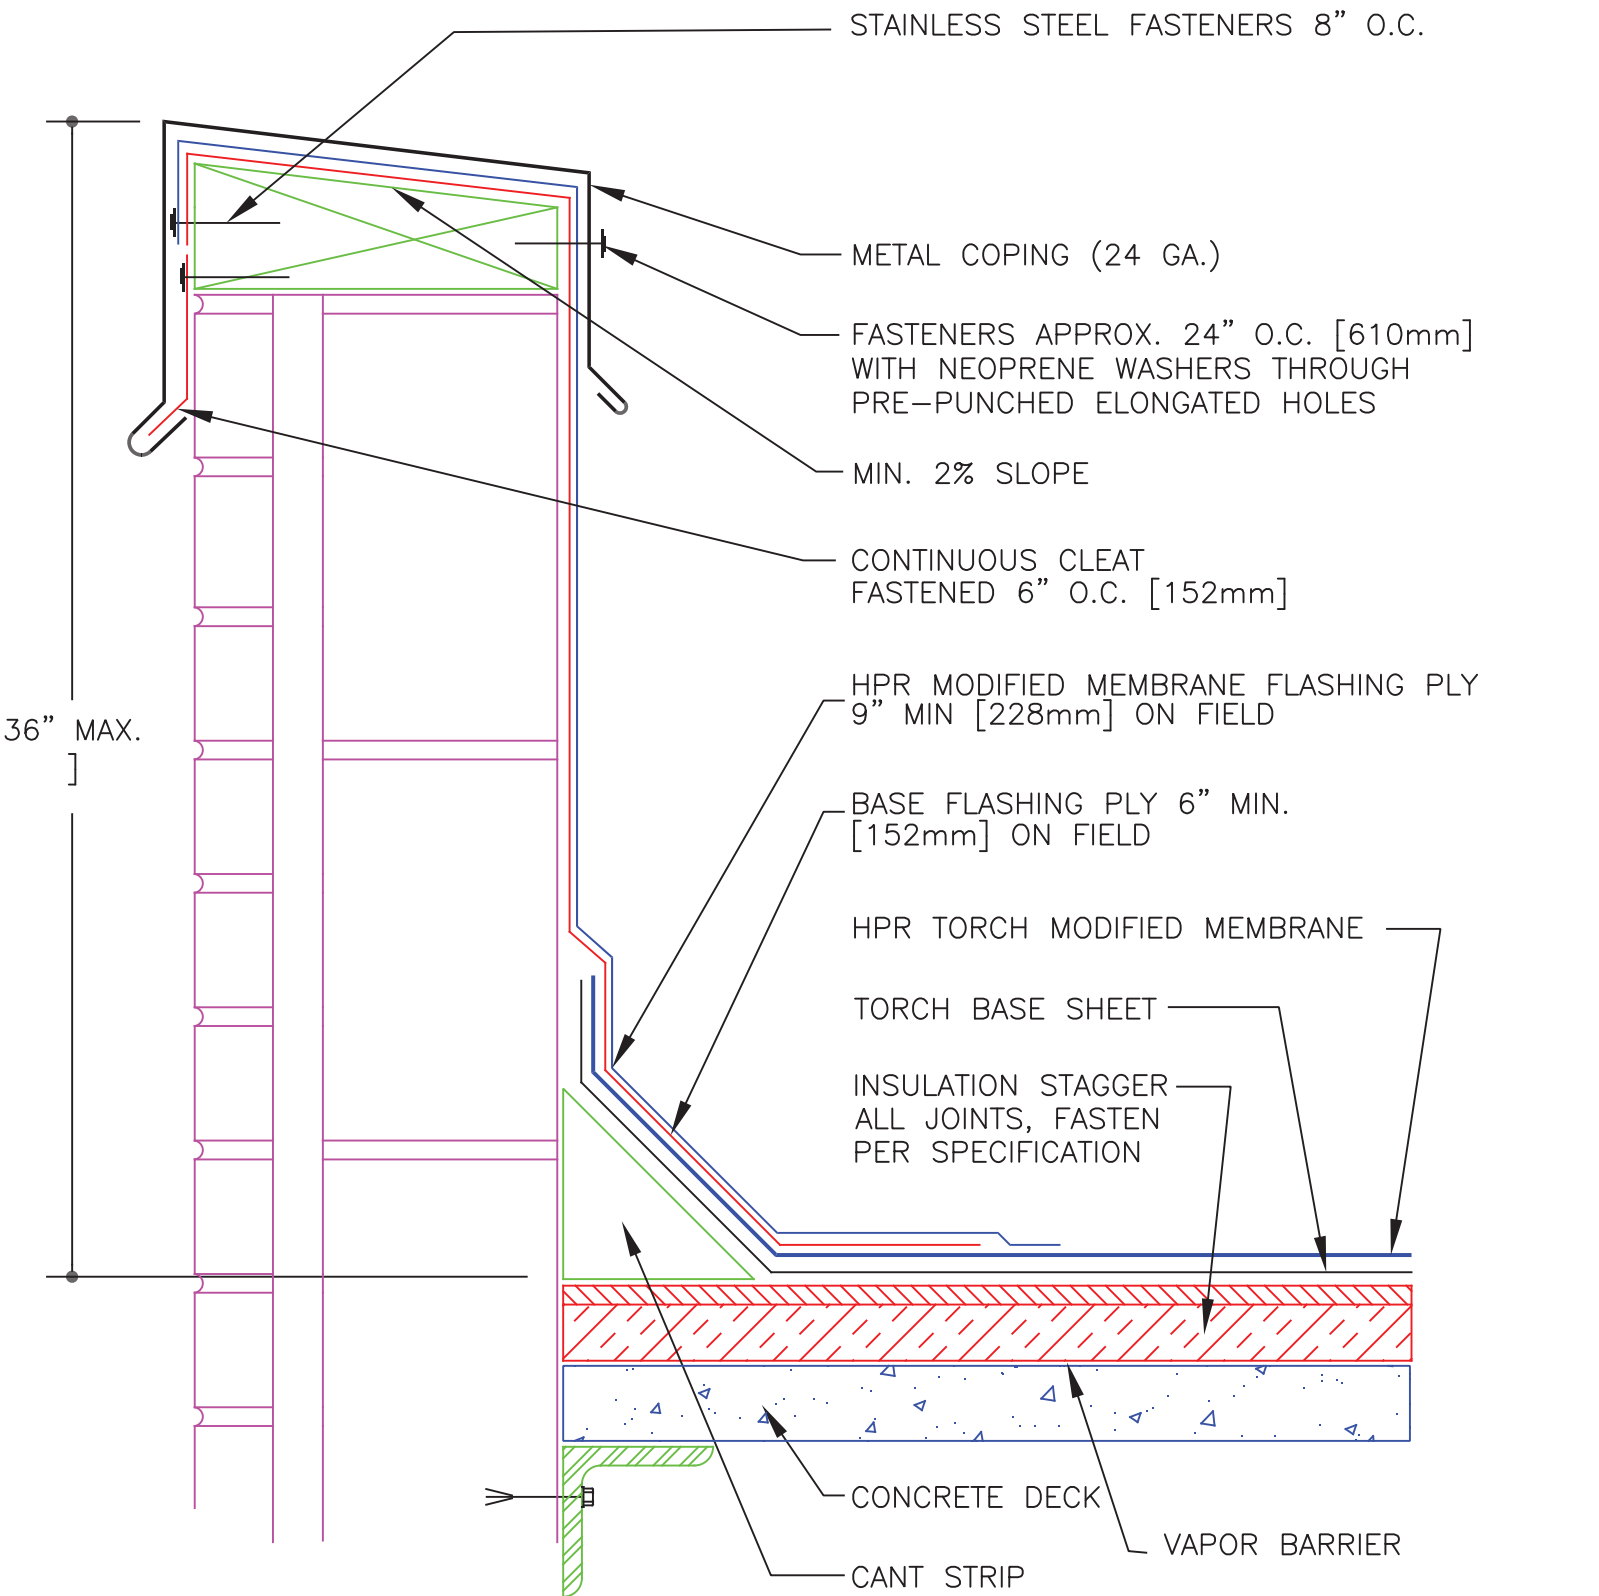 STAINLESS STEEL FASTENERS 8" O.C.
METAL COPING (24 GA.)
FASTENERS APPROX. 24" O.C. [610mm]
WITH NEOPRENE WASHERS THROUGH
PRE-PUNCHED ELONGATED HOLES
MIN. 2% SLOPE
CONTINUOUS CLEAT
FASTENED 6" O.C. [152mm]
HPR MODIFIED MEMBRANE FLASHING PLY
9" MIN [228mm] ON FIELD
36" MAX.
]
BASE FLASHING PLY 6" MIN.
[152mm] ON FIELD
HPR TORCH MODIFIED MEMBRANE
TORCH BASE SHEET
INSULATION STAGGER
ALL JOINTS, FASTEN
PER SPECIFICATION
CONCRETE DECK
VAPOR BARRIER
CANT STRIP